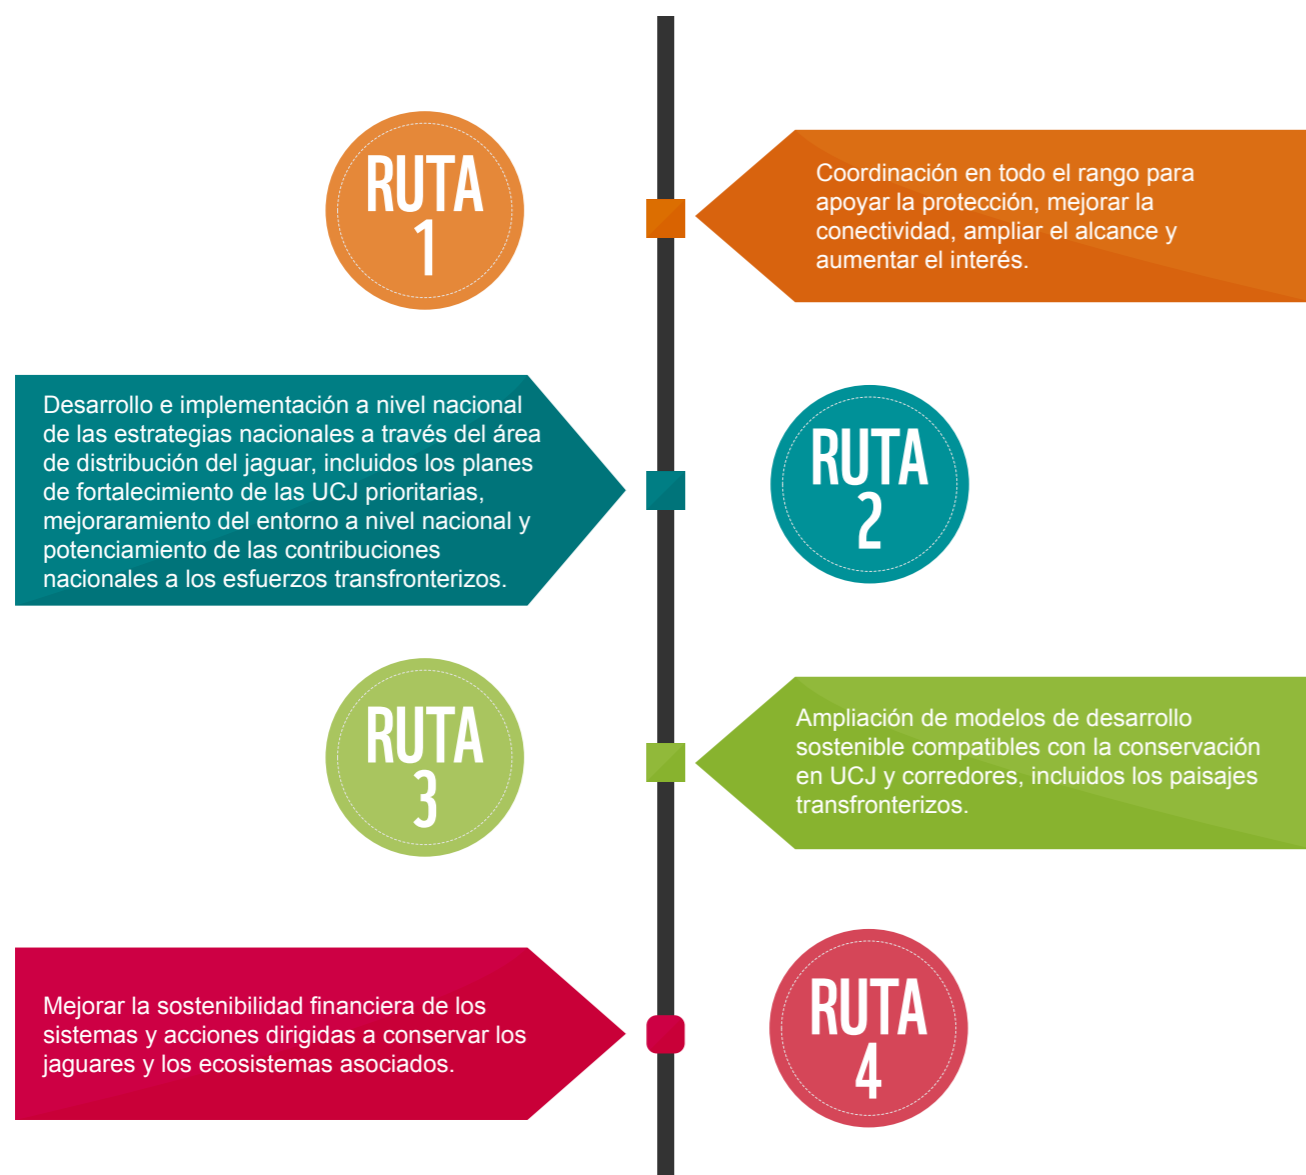 RUTA
1
Coordinación en todo el rango para
apoyar la protección, mejorar la
conectividad, ampliar el alcance y
aumentar el interés.
Desarrollo e implementación a nivel nacional
de las estrategias nacionales a través del área
de distribución del jaguar, incluidos los planes
de fortalecimiento de las UCJ prioritarias,
mejoraramiento del entorno a nivel nacional y
potenciamiento de las contribuciones
nacionales a los esfuerzos transfronterizos.
RUTA
2
RUTA
3
Ampliación de modelos de desarrollo
sostenible compatibles con la conservación
en UCJ y corredores, incluidos los paisajes
transfronterizos.
Mejorar la sostenibilidad financiera de los
sistemas y acciones dirigidas a conservar los
jaguares y los ecosistemas asociados.
RUTA
4